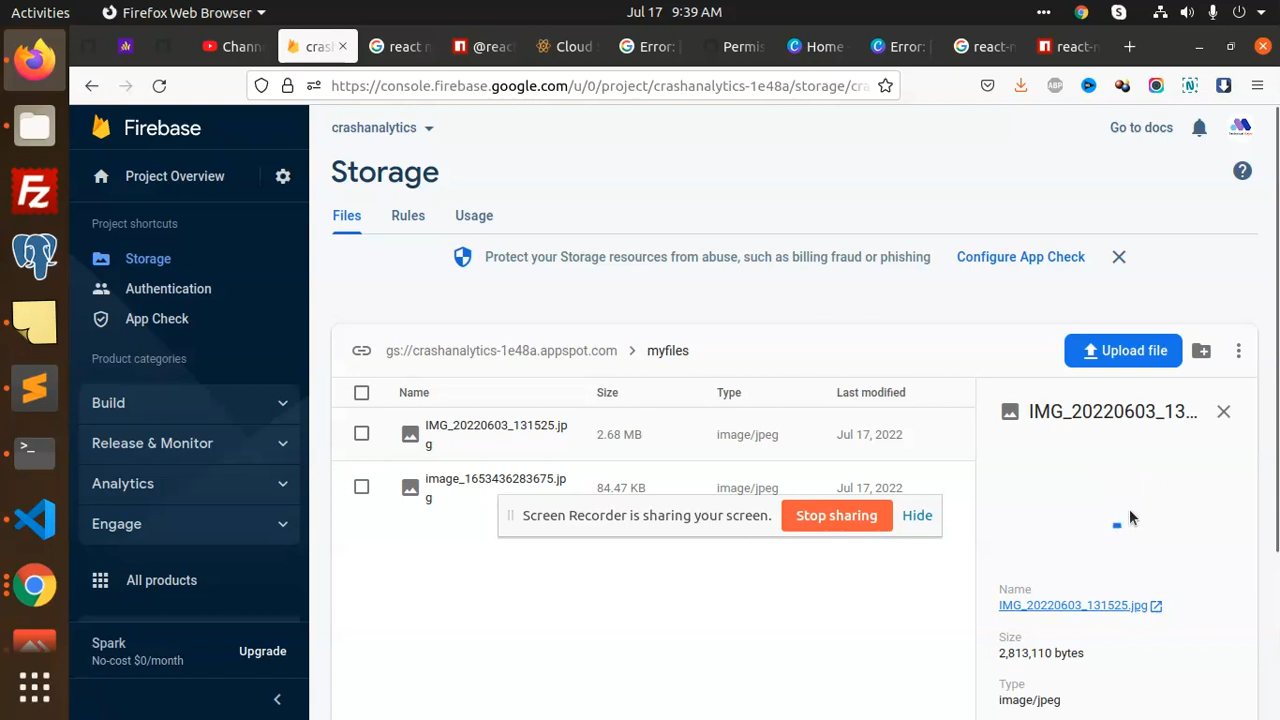 Activities
Firefox Web Browser
Jul 17 9:39 AM
Chann
cras
react n
@reac
Cloud
Error:
Permis
Home
Error:
react-n
react-n
https://console.firebase.google.com/u/0/project/crashanalytics-1e48a/storage/cra
Firebase
crashanalytics
Go to docs
Project Overview
Storage
Project shortcuts
Files Rules Usage
Storage
Protect your Storage resources from abuse, such as billing fraud or phishing
Configure App Check
Authentication
App Check
Product categories
gs://crashanalytics-1e48a.appspot.com
myfiles
Upload file
Name Size Type Last modified
Build
IMG_20220603_13...
IMG_20220603_131525.jp
g
2.68 MB image/jpeg Jul 17, 2022
Release & Monitor
Analytics
image_1653436283675.jp
g
84.47 KB image/jpeg Jul 17, 2022
Engage
Screen Recorder is sharing your screen. Stop sharing Hide
All products
Name
IMG_20220603_131525.jpg
Spark
No-cost $0/month
Upgrade
Size
2,813,110 bytes
Type
image/jpeg